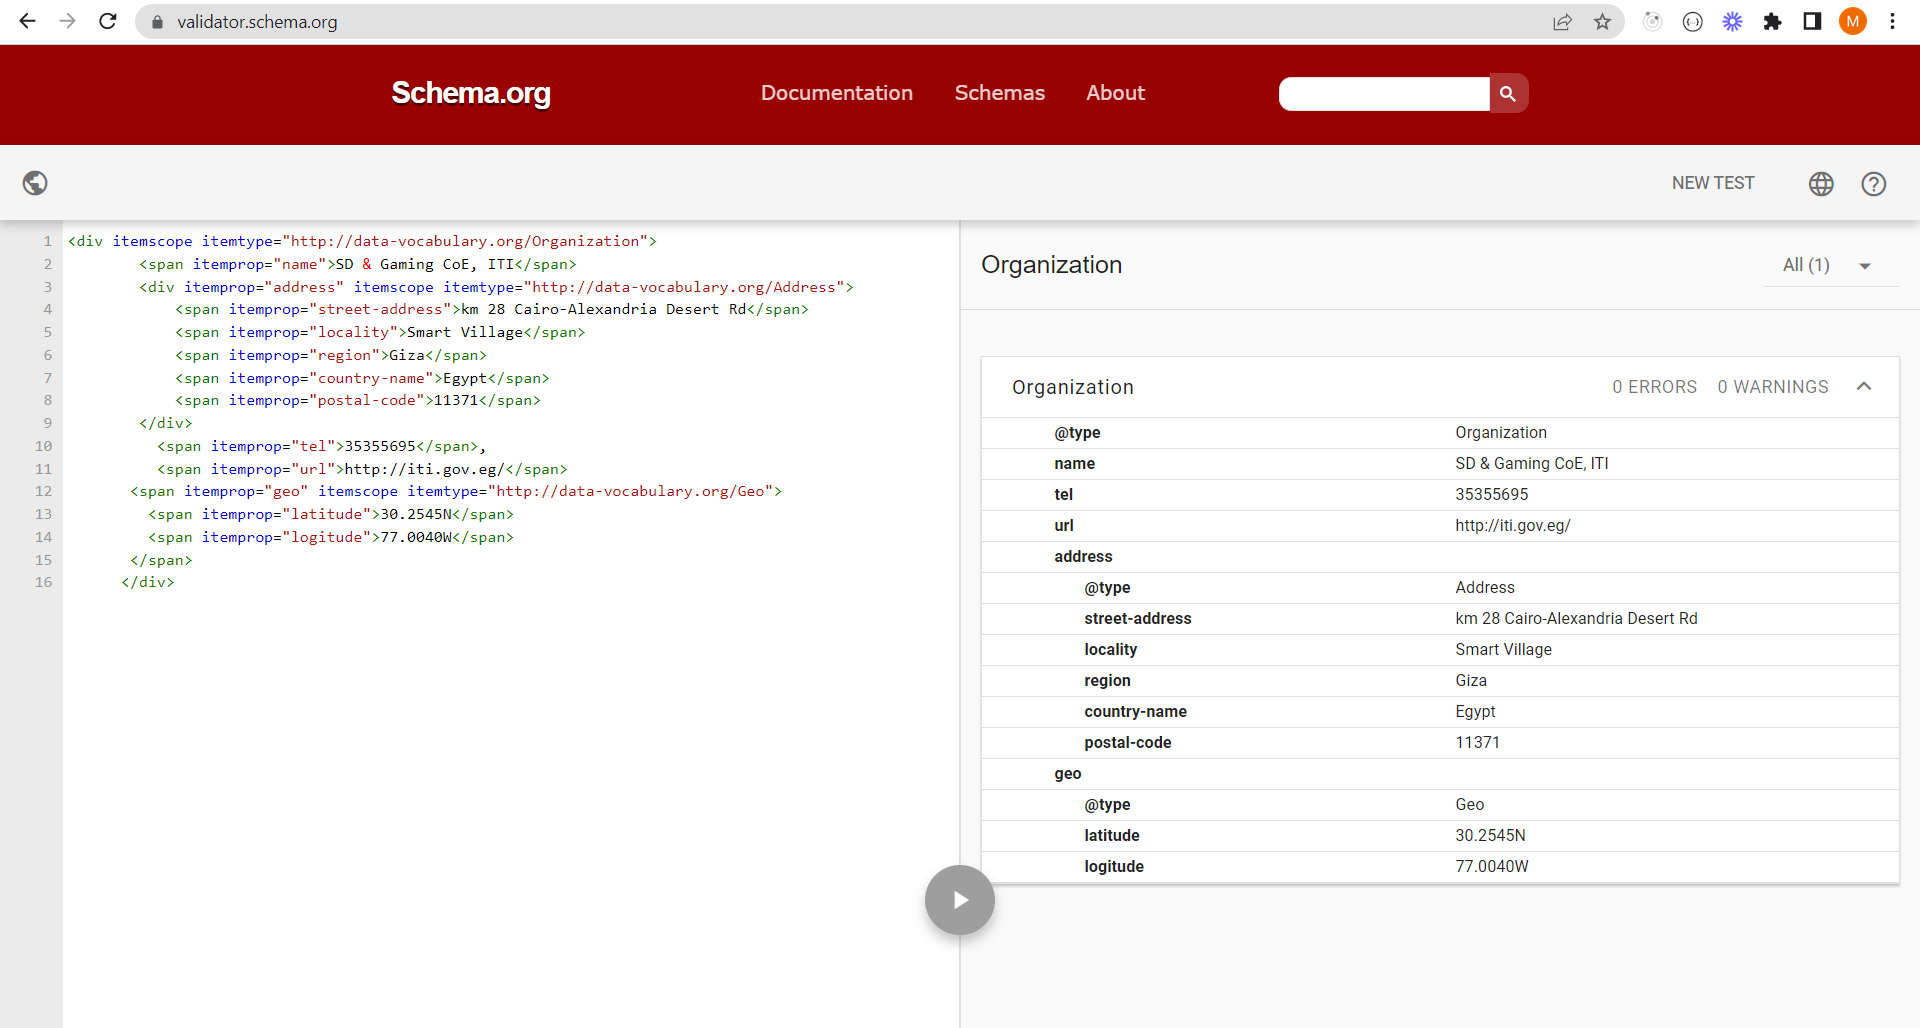 validator.schema.org
M
Schema.org
Documentation
Schemas
About
NEW TEST
1 <div itemscope itemtype="http://data-vocabulary.org/Organization">
2 <span itemprop="name">SD & Gaming CoE, ITI</span>
3 <div itemprop="address" itemscope itemtype="http://data-vocabulary.org/Address">
4 <span itemprop="street-address">km 28 Cairo-Alexandria Desert Rd</span>
5 <span itemprop="locality">Smart Village</span>
6 <span itemprop="region">Giza</span>
7 <span itemprop="country-name">Egypt</span>
8 <span itemprop="postal-code">11371</span>
9 </div>
10 <span itemprop="tel">35355695</span>,
11 <span itemprop="url">http://iti.gov.eg/</span>
12 <span itemprop="geo" itemscope itemtype="http://data-vocabulary.org/Geo">
13 <span itemprop="latitude">30.2545N</span>
14 <span itemprop="logitude">77.0040W</span>
15 </span>
16 </div>
Organization
All (1)
Organization 0 ERRORS 0 WARNINGS
@type Organization
name SD & Gaming CoE, ITI
tel 35355695
url http://iti.gov.eg/
address
@type Address
street-address km 28 Cairo-Alexandria Desert Rd
locality Smart Village
region Giza
country-name Egypt
postal-code 11371
geo
@type Geo
latitude 30.2545N
logitude 77.0040W